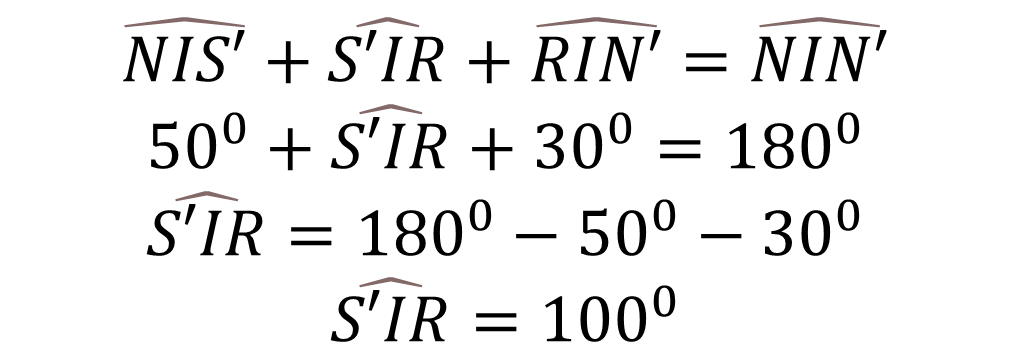 NIS′ + S′IR + RIN′ = NIN′
50⁰ + S′IR + 30⁰ = 180⁰
S′IR = 180⁰ − 50⁰ − 30⁰
S′IR = 100⁰